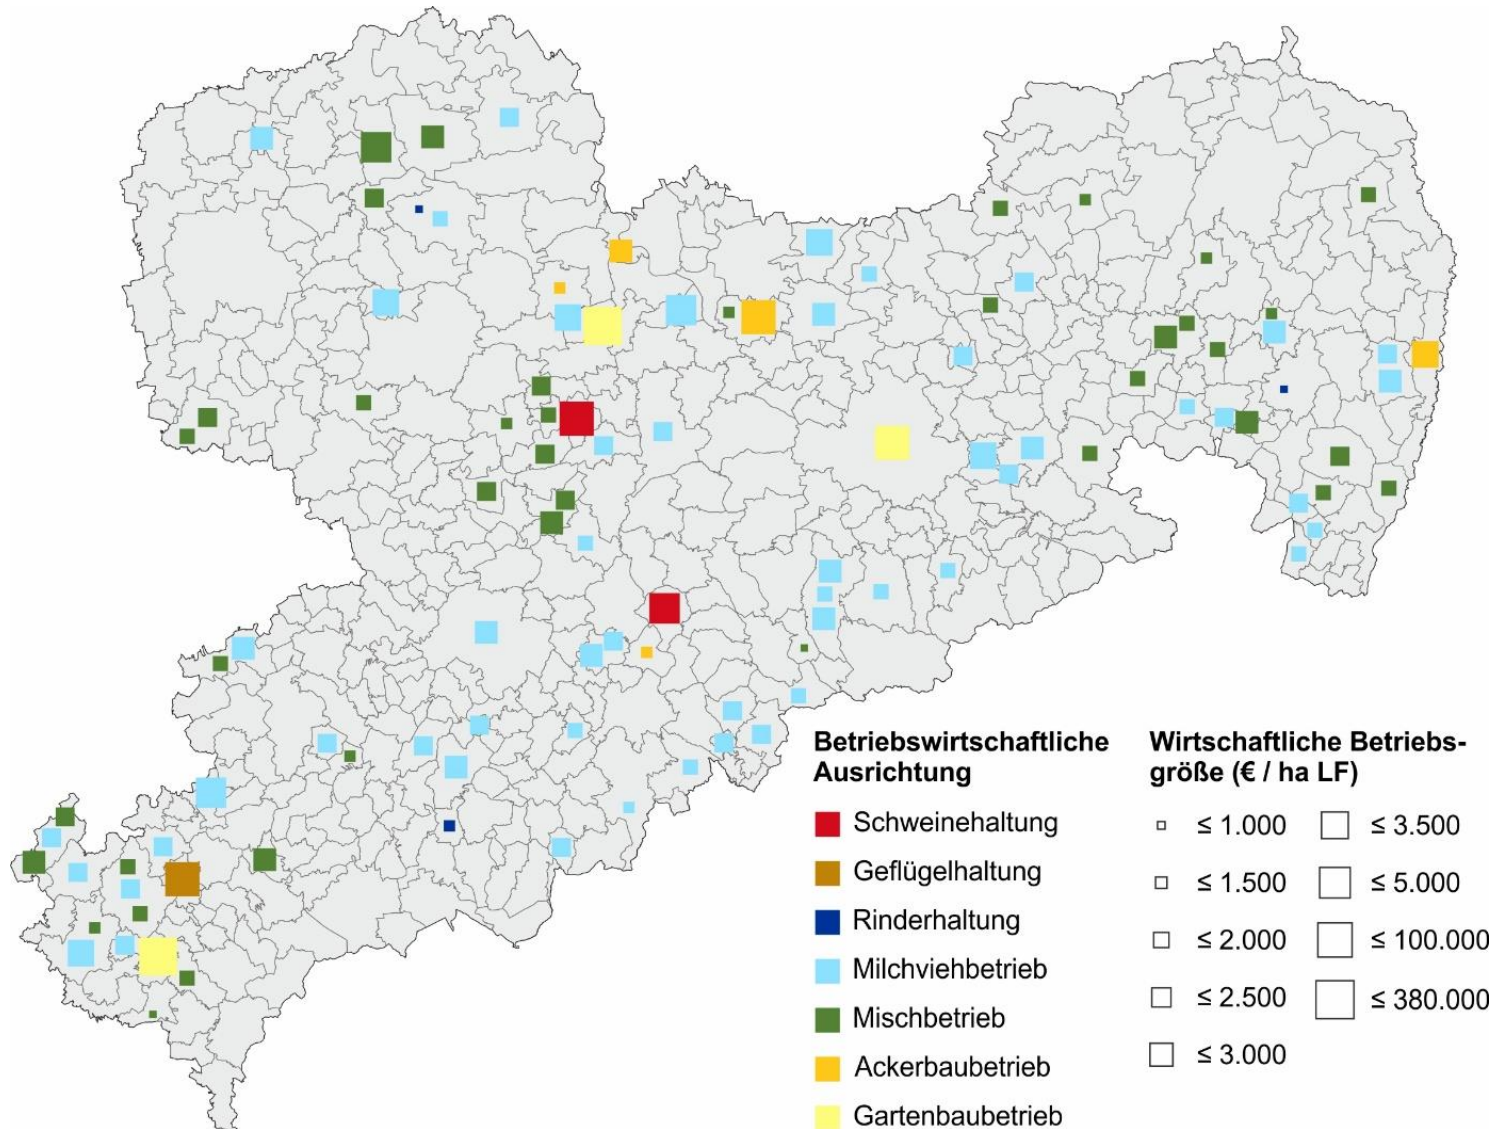 Betriebswirtschaftliche
Ausrichtung
Schweinehaltung
Geflügelhaltung
Rinderhaltung
Milchviehbetrieb
Mischbetrieb
Ackerbaubetrieb
Gartenbaubetrieb
Wirtschaftliche Betriebs-
größe (€ / ha LF)
≤ 1.000
≤ 1.500
≤ 2.000
≤ 2.500
≤ 3.000
≤ 3.500
≤ 5.000
≤ 100.000
≤ 380.000